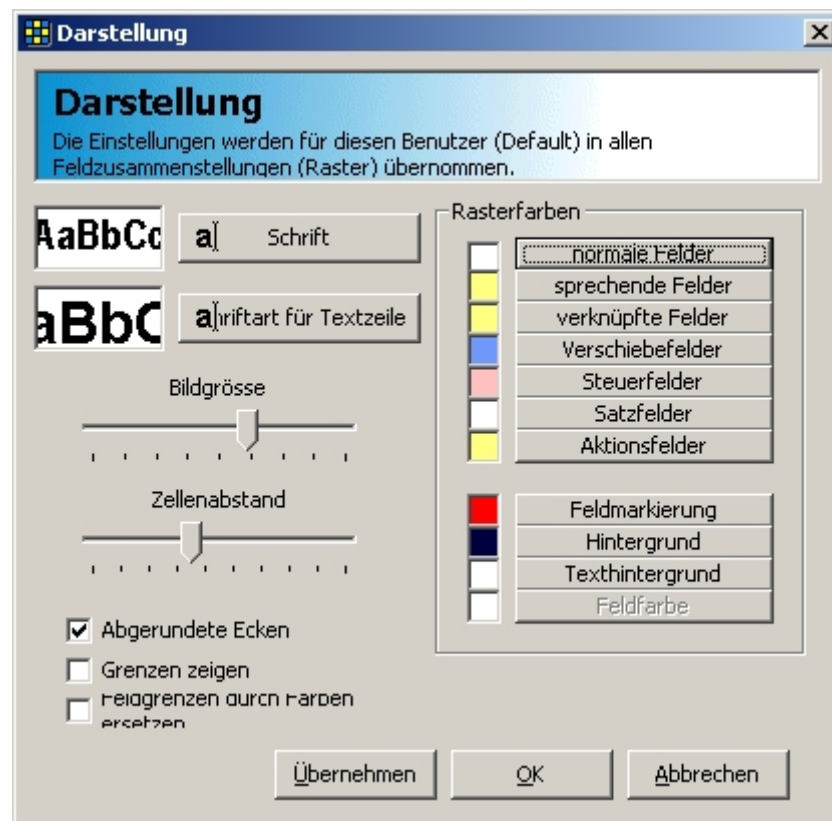 Darstellung
Darstellung
Die Einstellungen werden für diesen Benutzer (Default) in allen
Feldzusammenstellungen (Raster) übernommen.
AaBbCc
a Schrift
aBbC
a hriftart für Textzeile
Bildgrösse
Zellenabstand
Abgerundete Ecken
Grenzen zeigen
Feldgrenzen durch Farben
ersetzen
Rasterfarben
normale Felder
sprechende Felder
verknüpfte Felder
Verschiebefelder
Steuerfelder
Satzfelder
Aktionsfelder
Feldmarkierung
Hintergrund
Texthintergrund
Feldfarbe
Übernehmen
OK
Abbrechen